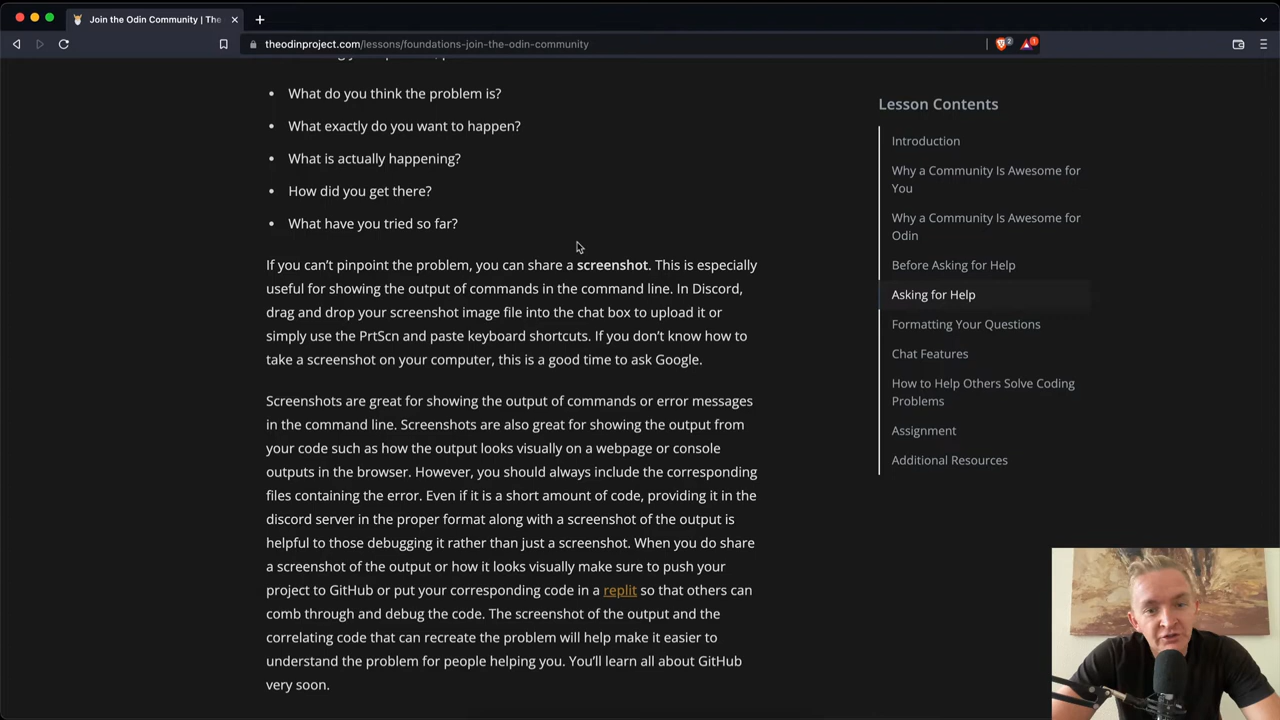 Join the Odin Community | The
theodinproject.com/lessons/foundations-join-the-odin-community
2
1
What do you think the problem is?
What exactly do you want to happen?
What is actually happening?
How did you get there?
What have you tried so far?
If you can’t pinpoint the problem, you can share a screenshot. This is especially
useful for showing the output of commands in the command line. In Discord,
drag and drop your screenshot image file into the chat box to upload it or
simply use the PrtScn and paste keyboard shortcuts. If you don’t know how to
take a screenshot on your computer, this is a good time to ask Google.
Screenshots are great for showing the output of commands or error messages
in the command line. Screenshots are also great for showing the output from
your code such as how the output looks visually on a webpage or console
outputs in the browser. However, you should always include the corresponding
files containing the error. Even if it is a short amount of code, providing it in the
discord server in the proper format along with a screenshot of the output is
helpful to those debugging it rather than just a screenshot. When you do share
a screenshot of the output or how it looks visually make sure to push your
project to GitHub or put your corresponding code in a replit so that others can
comb through and debug the code. The screenshot of the output and the
correlating code that can recreate the problem will help make it easier to
understand the problem for people helping you. You’ll learn all about GitHub
very soon.
Lesson Contents
Introduction
Why a Community Is Awesome for
You
Why a Community Is Awesome for
Odin
Before Asking for Help
Asking for Help
Formatting Your Questions
Chat Features
How to Help Others Solve Coding
Problems
Assignment
Additional Resources